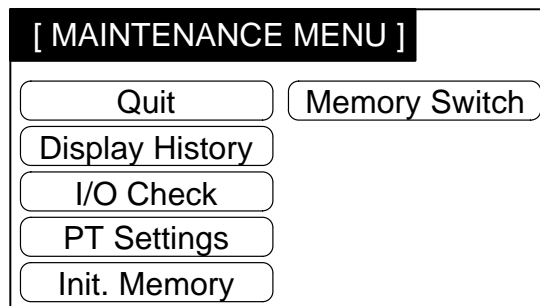 [ MAINTENANCE MENU ]
Quit Memory Switch
Display History
I/O Check
PT Settings
Init. Memory